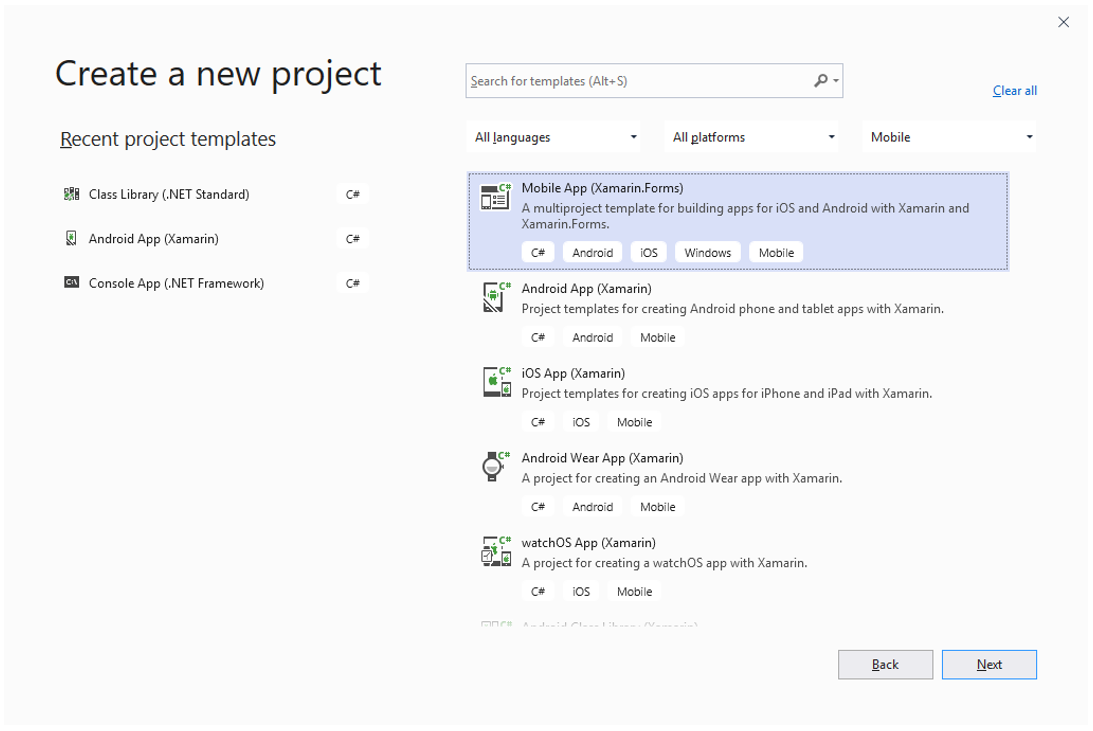 Create a new project
Search for templates (Alt+S)
Clear all
Recent project templates
All languages
All platforms
Mobile
Class Library (.NET Standard)
C#
Android App (Xamarin)
C#
Console App (.NET Framework)
C#
Mobile App (Xamarin.Forms)
A multiproject template for building apps for iOS and Android with Xamarin and
Xamarin.Forms.
C# Android iOS Windows Mobile
Android App (Xamarin)
Project templates for creating Android phone and tablet apps with Xamarin.
C# Android Mobile
iOS App (Xamarin)
Project templates for creating iOS apps for iPhone and iPad with Xamarin.
C# iOS Mobile
Android Wear App (Xamarin)
A project for creating an Android Wear app with Xamarin.
C# Android Mobile
watchOS App (Xamarin)
A project for creating a watchOS app with Xamarin.
C# iOS Mobile
Android Class Library (Xamarin)
Back
Next